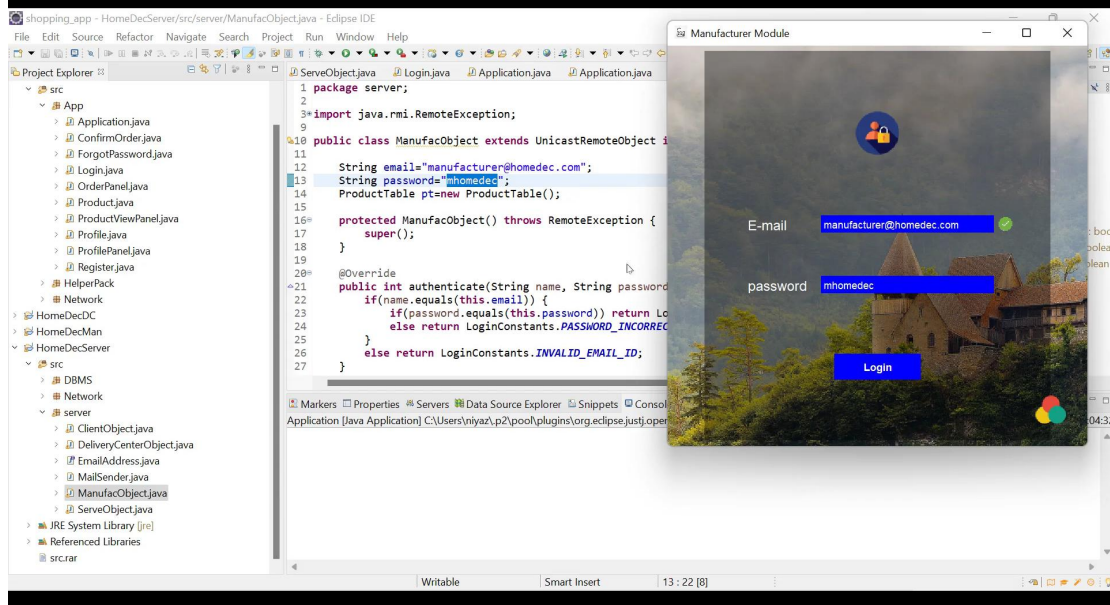 shopping_app - HomeDecServer/src/server/ManufacObject.java - Eclipse IDE
File Edit Source Refactor Navigate Search Project Run Window Help
Project Explorer
src
App
Application.java
ConfirmOrder.java
ForgotPassword.java
Login.java
OrderPanel.java
Product.java
ProductViewPanel.java
Profile.java
ProfilePanel.java
Register.java
HelperPack
Network
HomeDecDC
HomeDecMan
HomeDecServer
src
DBMS
Network
server
ClientObject.java
DeliveryCenterObject.java
EmailAddress.java
MailSender.java
ManufacObject.java
ServeObject.java
JRE System Library [jre]
Referenced Libraries
src.rar
ServeObject.java Login.java Application.java Application.java
1 package server;
2
3 import java.rmi.RemoteException;
9
10 public class ManufacObject extends UnicastRemoteObject i
11
12 String email="manufacturer@homedec.com";
13 String password="mhomedec";
14 ProductTable pt=new ProductTable();
15
16 protected ManufacObject() throws RemoteException {
17 super();
18 }
19
20 @Override
21 public int authenticate(String name, String password
22 if(name.equals(this.email)) {
23 if(password.equals(this.password)) return Lo
24 else return LoginConstants.PASSWORD_INCORREC
25 }
26 else return LoginConstants.INVALID_EMAIL_ID;
27 }
Markers Properties Servers Data Source Explorer Snippets Consol
Application [Java Application] C:\Users\niyaz\.p2\pool\plugins\org.eclipse.justj.open
Writable Smart Insert 13 : 22 [8]
Manufacturer Module
E-mail manufacturer@homedec.com
password mhomedec
Login